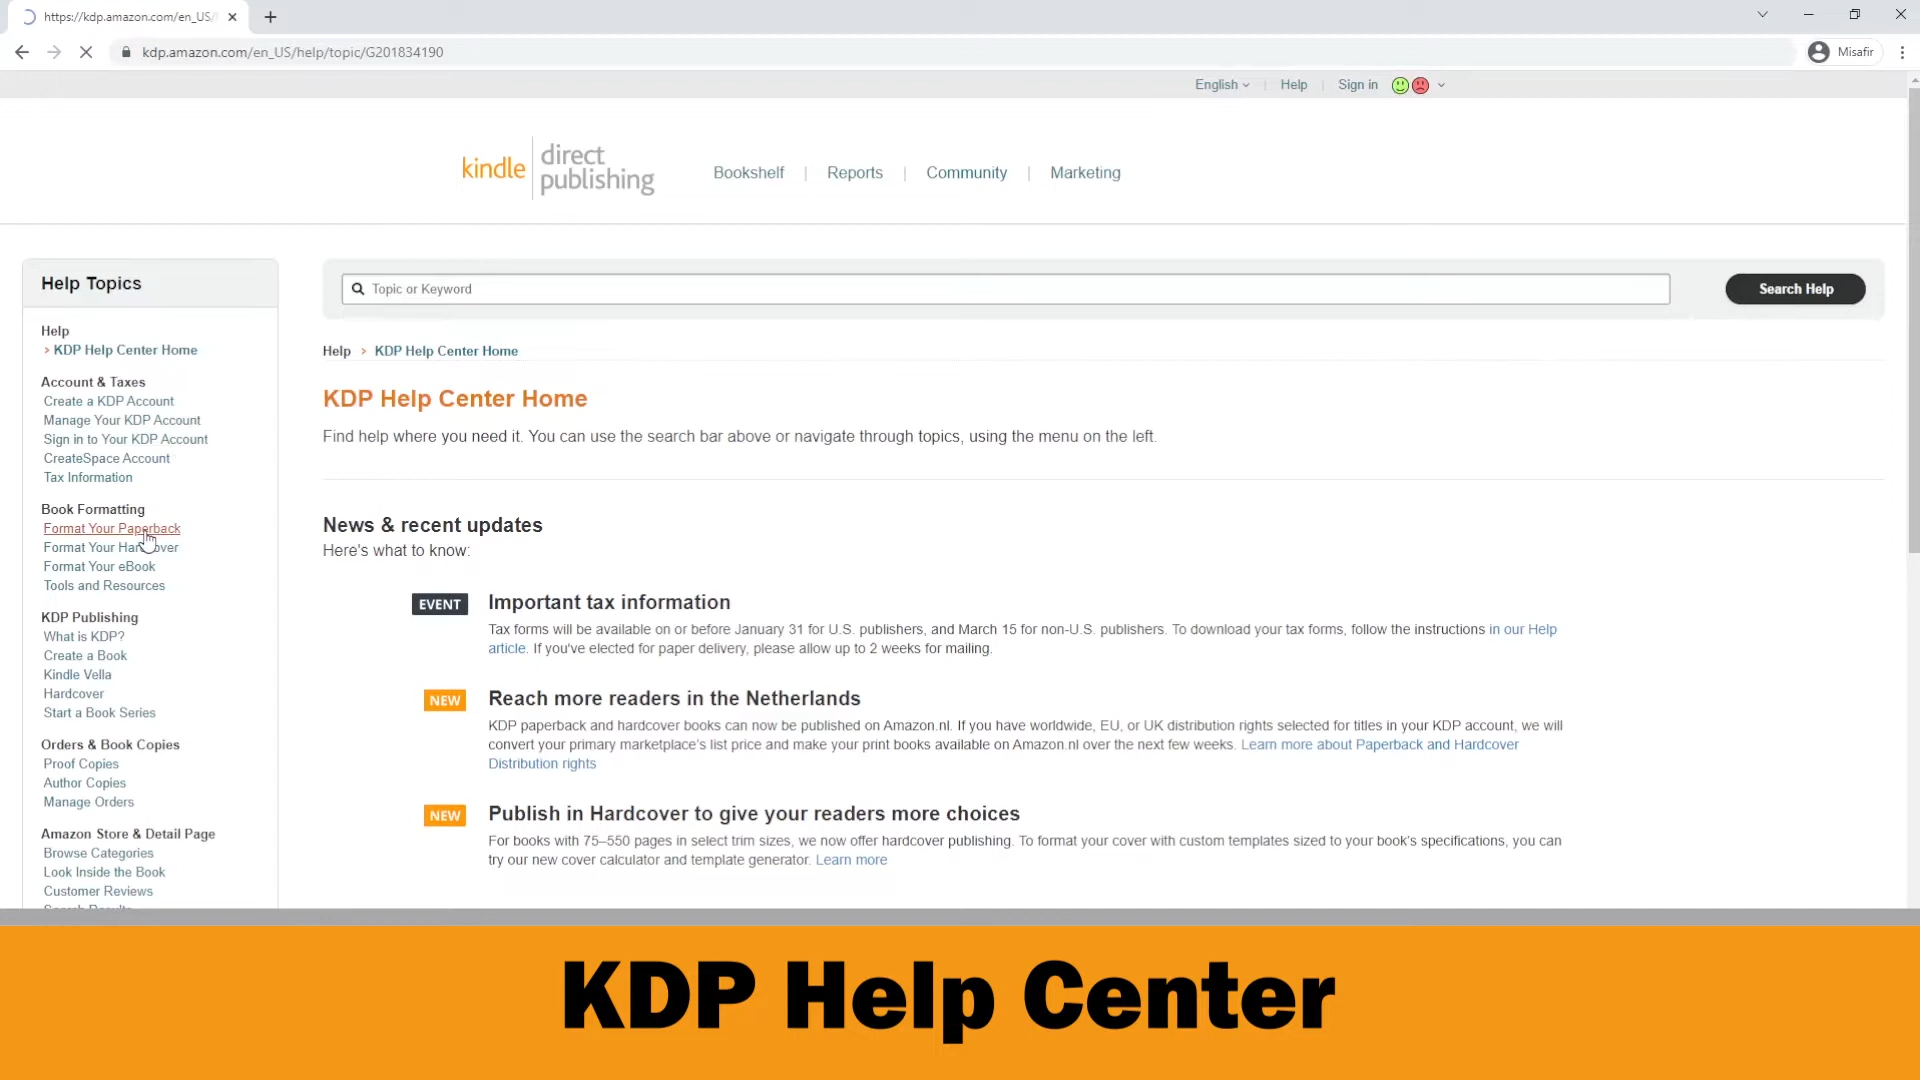 https://kdp.amazon.com/en_US/
kdp.amazon.com/en_US/help/topic/G201834190
Misafir
English
Help
Sign in
kindle direct publishing
Bookshelf | Reports | Community | Marketing
Help Topics
Help
› KDP Help Center Home
Account & Taxes
Create a KDP Account
Manage Your KDP Account
Sign in to Your KDP Account
CreateSpace Account
Tax Information
Book Formatting
Format Your Paperback
Format Your Hardcover
Format Your eBook
Tools and Resources
KDP Publishing
What is KDP?
Create a Book
Kindle Vella
Hardcover
Start a Book Series
Orders & Book Copies
Proof Copies
Author Copies
Manage Orders
Amazon Store & Detail Page
Browse Categories
Look Inside the Book
Customer Reviews
Search Results
Topic or Keyword
Search Help
Help › KDP Help Center Home
KDP Help Center Home
Find help where you need it. You can use the search bar above or navigate through topics, using the menu on the left.
News & recent updates
Here's what to know:
EVENT
Important tax information
Tax forms will be available on or before January 31 for U.S. publishers, and March 15 for non-U.S. publishers. To download your tax forms, follow the instructions in our Help
article. If you've elected for paper delivery, please allow up to 2 weeks for mailing.
NEW
Reach more readers in the Netherlands
KDP paperback and hardcover books can now be published on Amazon.nl. If you have worldwide, EU, or UK distribution rights selected for titles in your KDP account, we will
convert your primary marketplace's list price and make your print books available on Amazon.nl over the next few weeks. Learn more about Paperback and Hardcover
Distribution rights
NEW
Publish in Hardcover to give your readers more choices
For books with 75–550 pages in select trim sizes, we now offer hardcover publishing. To format your cover with custom templates sized to your book's specifications, you can
try our new cover calculator and template generator. Learn more
KDP Help Center